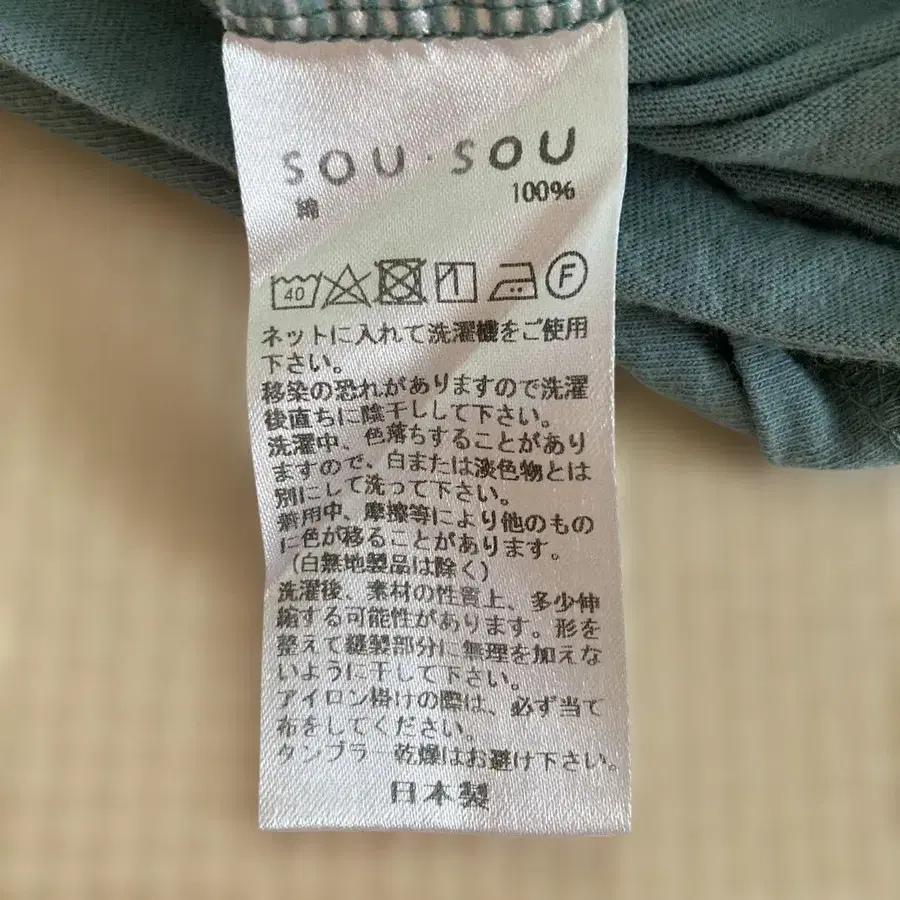 SOU・SOU
綿 100%
40 F
ネットに入れて洗濯機をご使用
下さい。
移染の恐れがありますので洗濯
後直ちに陰干しして下さい。
洗濯中、色落ちすることがあり
ますので、白または淡色物とは
別にして洗って下さい。
着用中、摩擦等により他のもの
に色が移ることがあります。
(白無地製品は除く)
洗濯後、素材の性質上、多少伸
縮する可能性があります。形を
整えて縫製部分に無理を加えな
いように干して下さい。
アイロン掛けの際は、必ず当て
布をしてください。
タンブラー乾燥はお避け下さい。
日本製